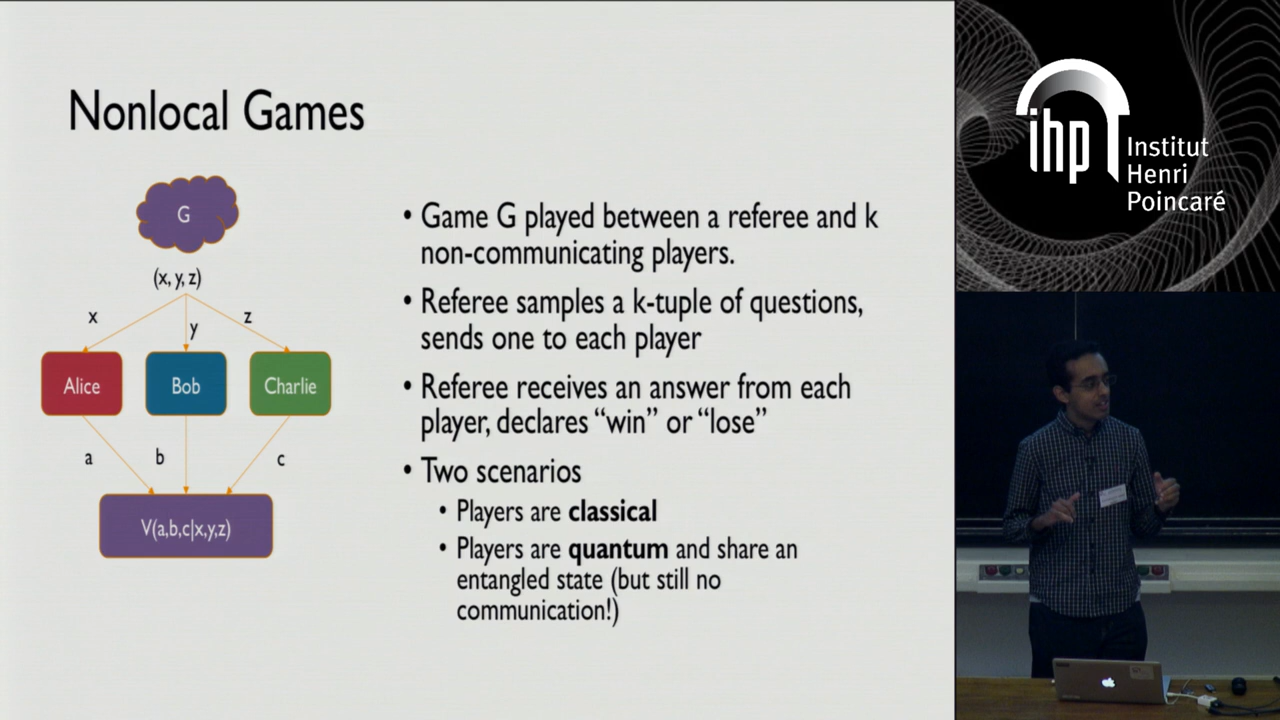 Nonlocal Games
G
(x, y, z)
x
y
z
Alice
Bob
Charlie
a
b
c
V(a,b,c|x,y,z)
• Game G played between a referee and k
non-communicating players.
• Referee samples a k-tuple of questions,
sends one to each player
• Referee receives an answer from each
player, declares “win” or “lose”
• Two scenarios
• Players are classical
• Players are quantum and share an
entangled state (but still no
communication!)
ihp
Institut
Henri
Poincaré